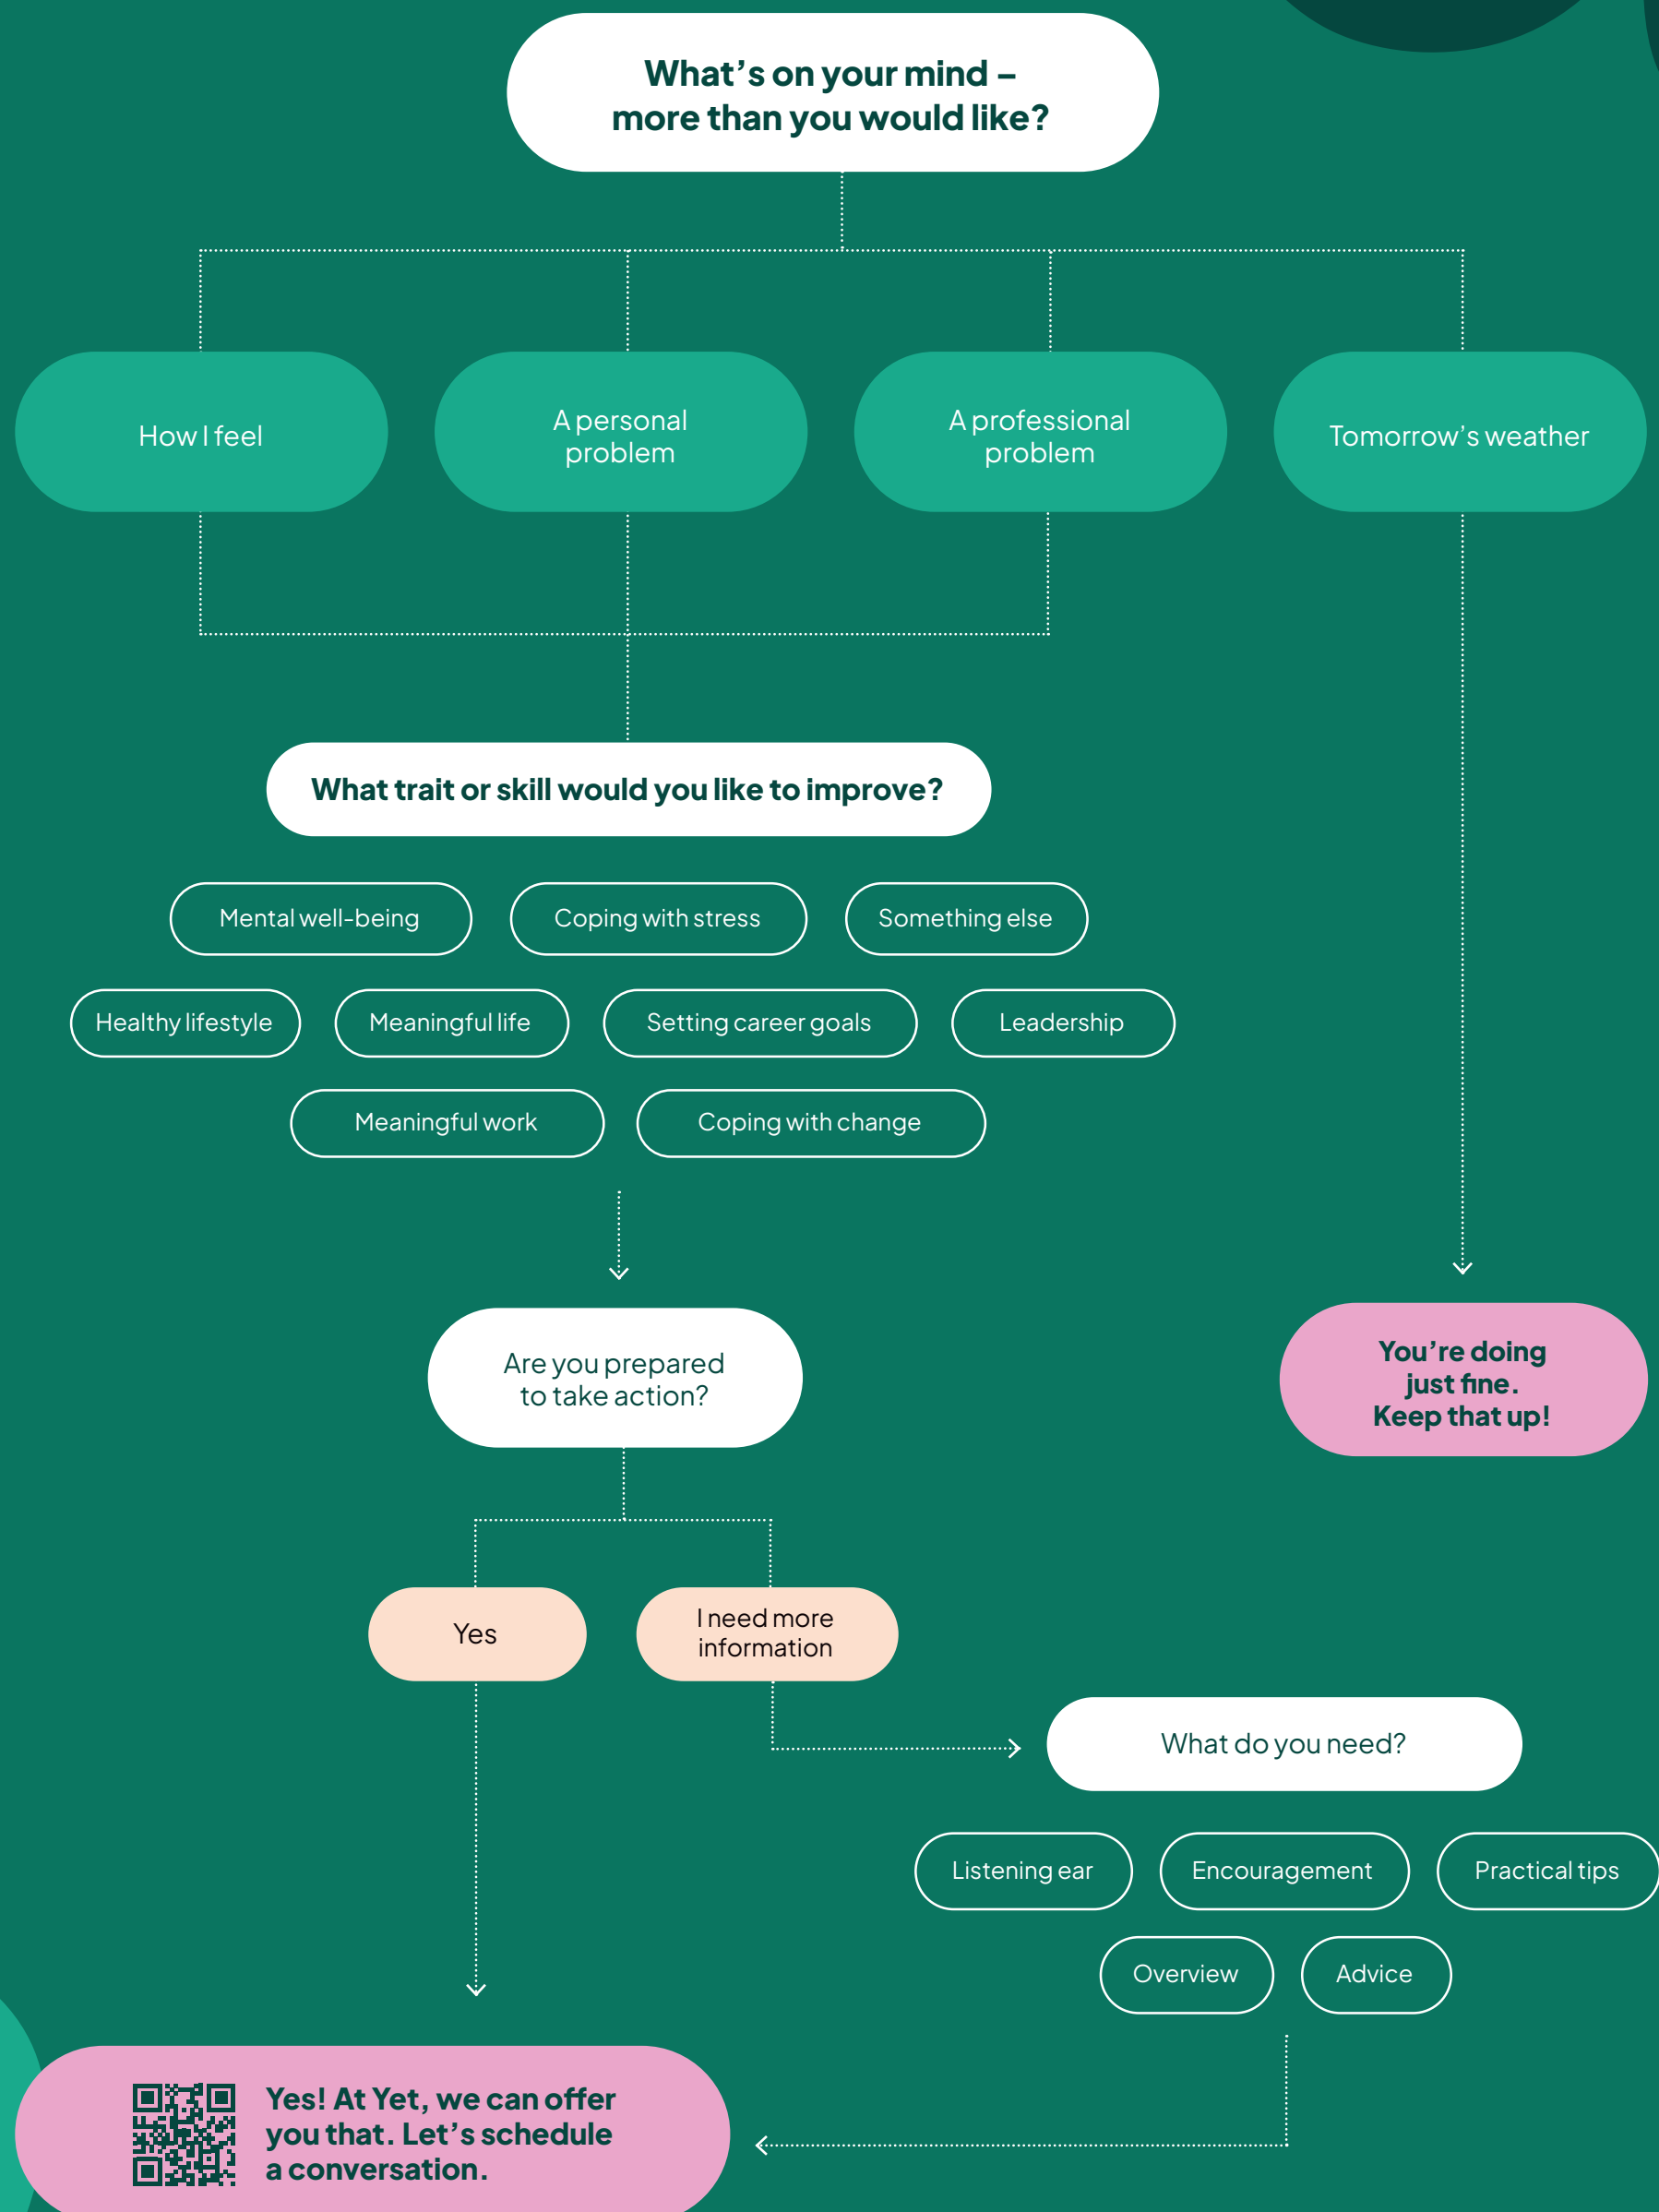 What’s on your mind –
more than you would like?
How I feel
A personal
problem
A professional
problem
Tomorrow’s weather
What trait or skill would you like to improve?
Mental well-being
Coping with stress
Something else
Healthy lifestyle
Meaningful life
Setting career goals
Leadership
Meaningful work
Coping with change
Are you prepared
to take action?
You’re doing
just fine.
Keep that up!
Yes
I need more
information
What do you need?
Listening ear
Encouragement
Practical tips
Overview
Advice
Yes! At Yet, we can offer
you that. Let’s schedule
a conversation.